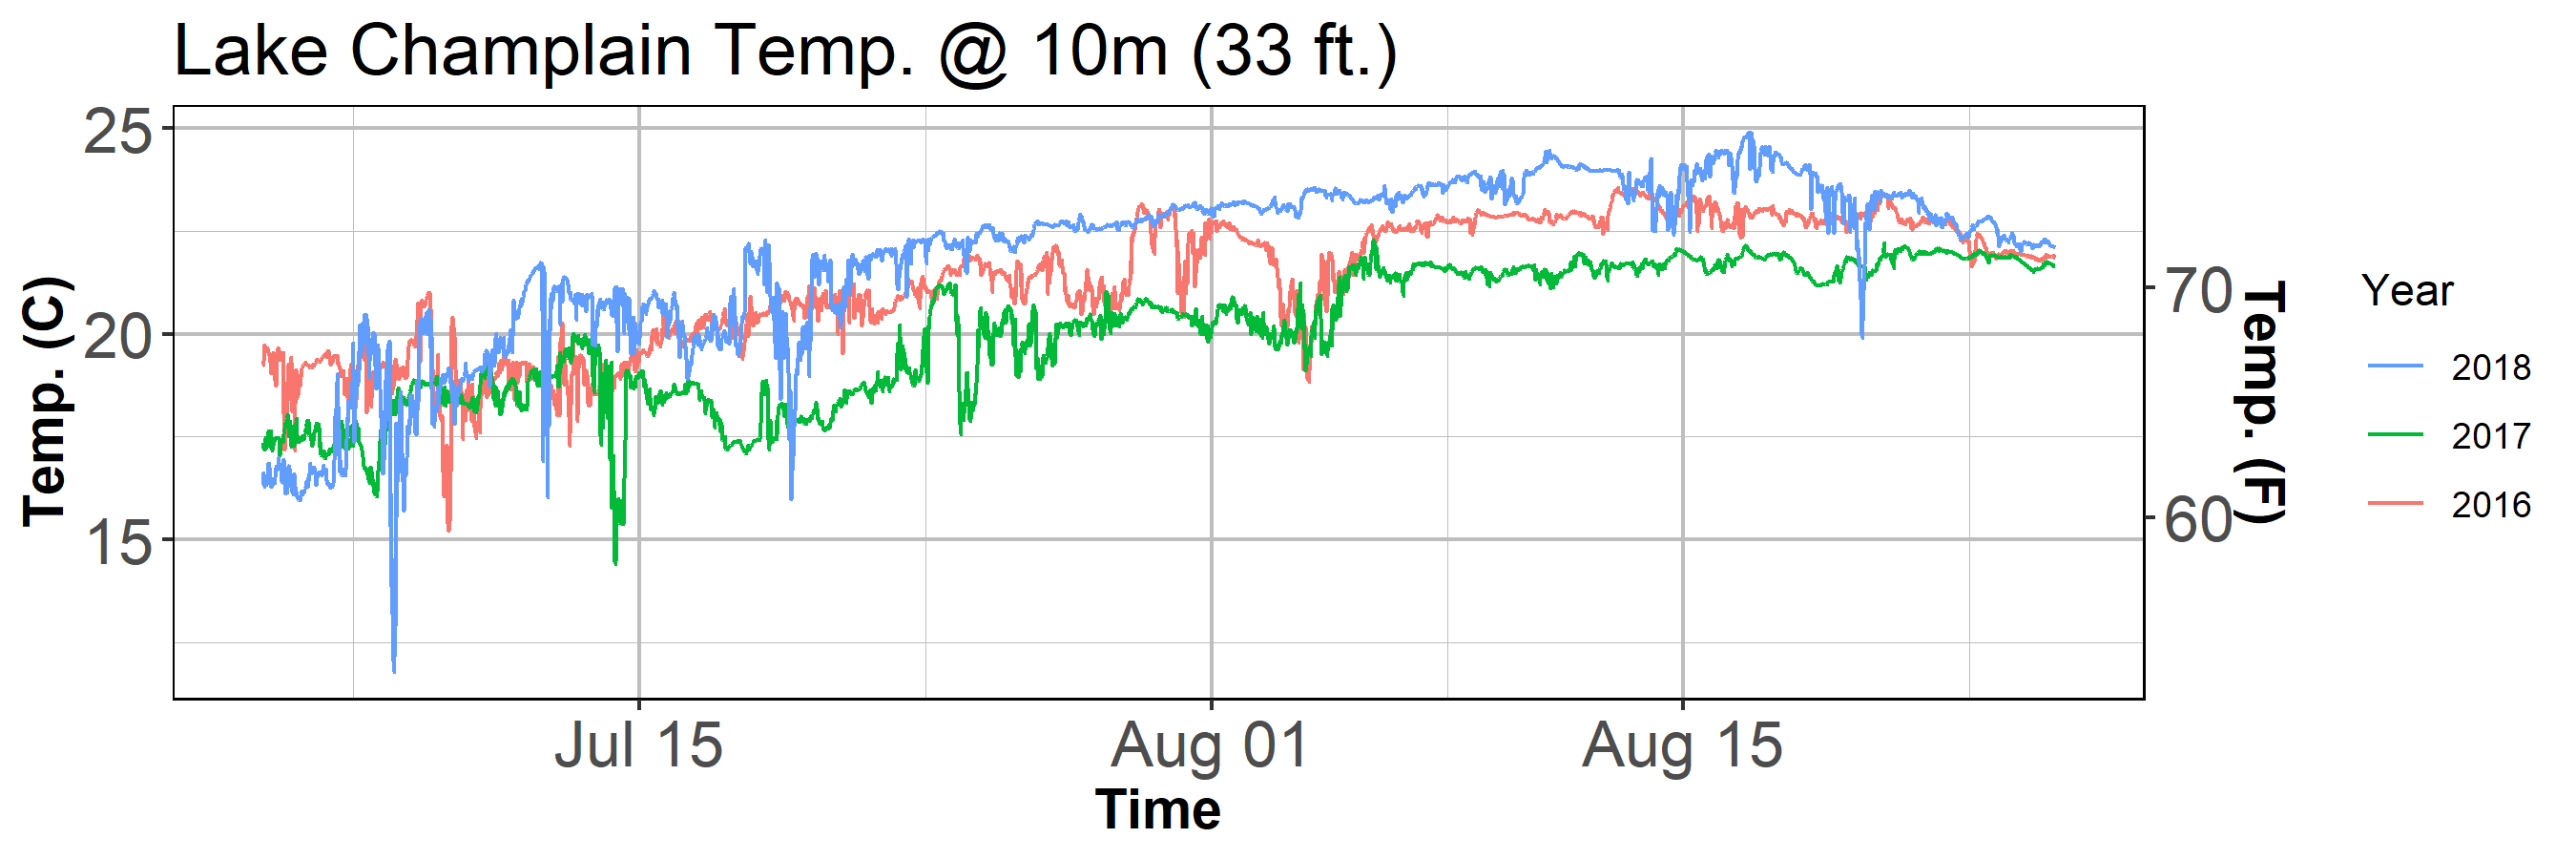 Lake Champlain Temp. @ 10m (33 ft.)
Temp. (C)
25
20
15
Jul 15
Aug 01
Aug 15
Time
70
60
Temp. (F)
Year
2018
2017
2016